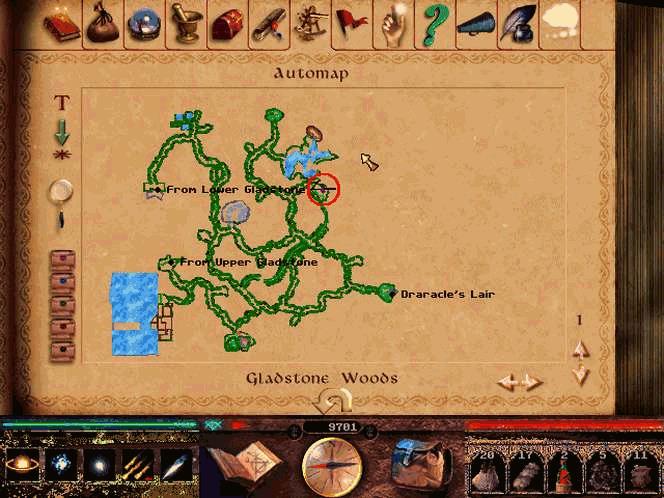 Automap
T
From Lower Gladstone
From Upper Gladstone
Draracle's Lair
1
Gladstone Woods
9701
20 17 2 5 11